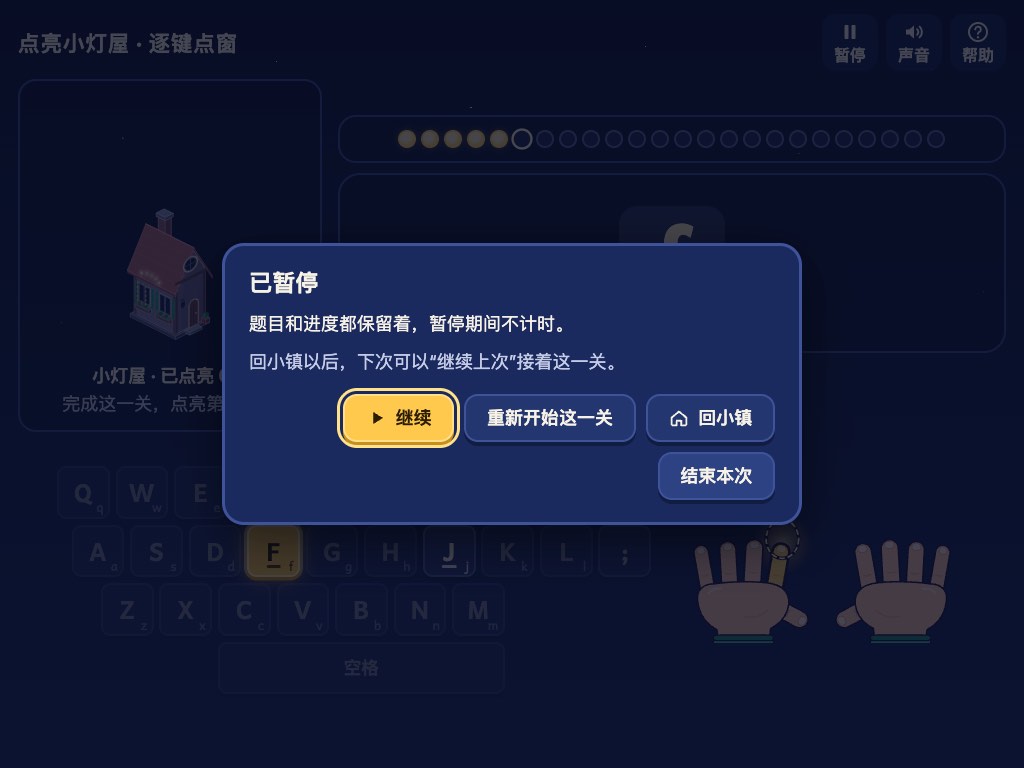 点亮小灯屋 · 逐键点窗
暂停
声音
帮助
已暂停
题目和进度都保留着，暂停期间不计时。
回小镇以后，下次可以“继续上次”接着这一关。
继续
重新开始这一关
回小镇
结束本次
小灯屋 · 已点亮
完成这一关，点亮第
Q q W w E e
A a S s D d F f G g H h J j K k L l ;
Z z X x C c V v B b N n M m
空格